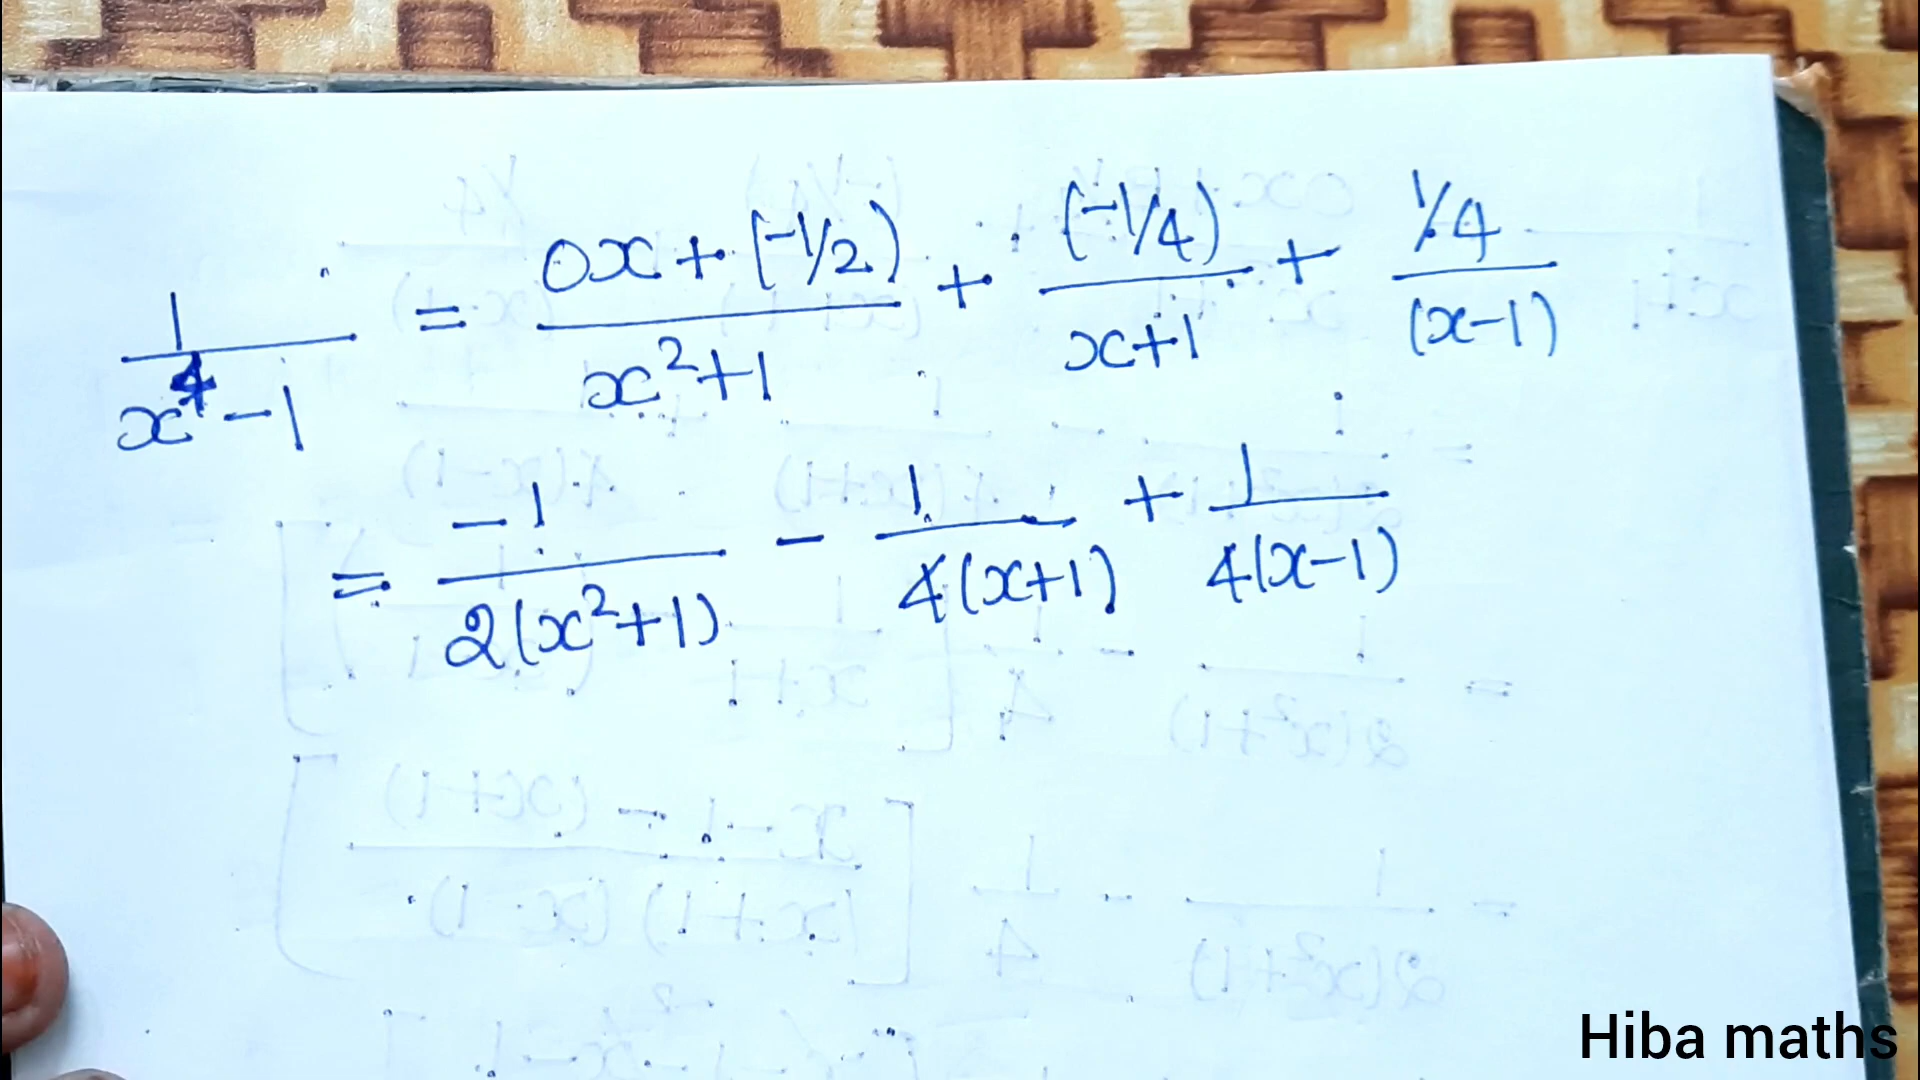 1/(x⁴-1) = (0x+(-1/2))/(x²+1) + (-1/4)/(x+1) + (1/4)/(x-1)
= -1/(2(x²+1)) - 1/(4(x+1)) + 1/(4(x-1))
Hiba maths